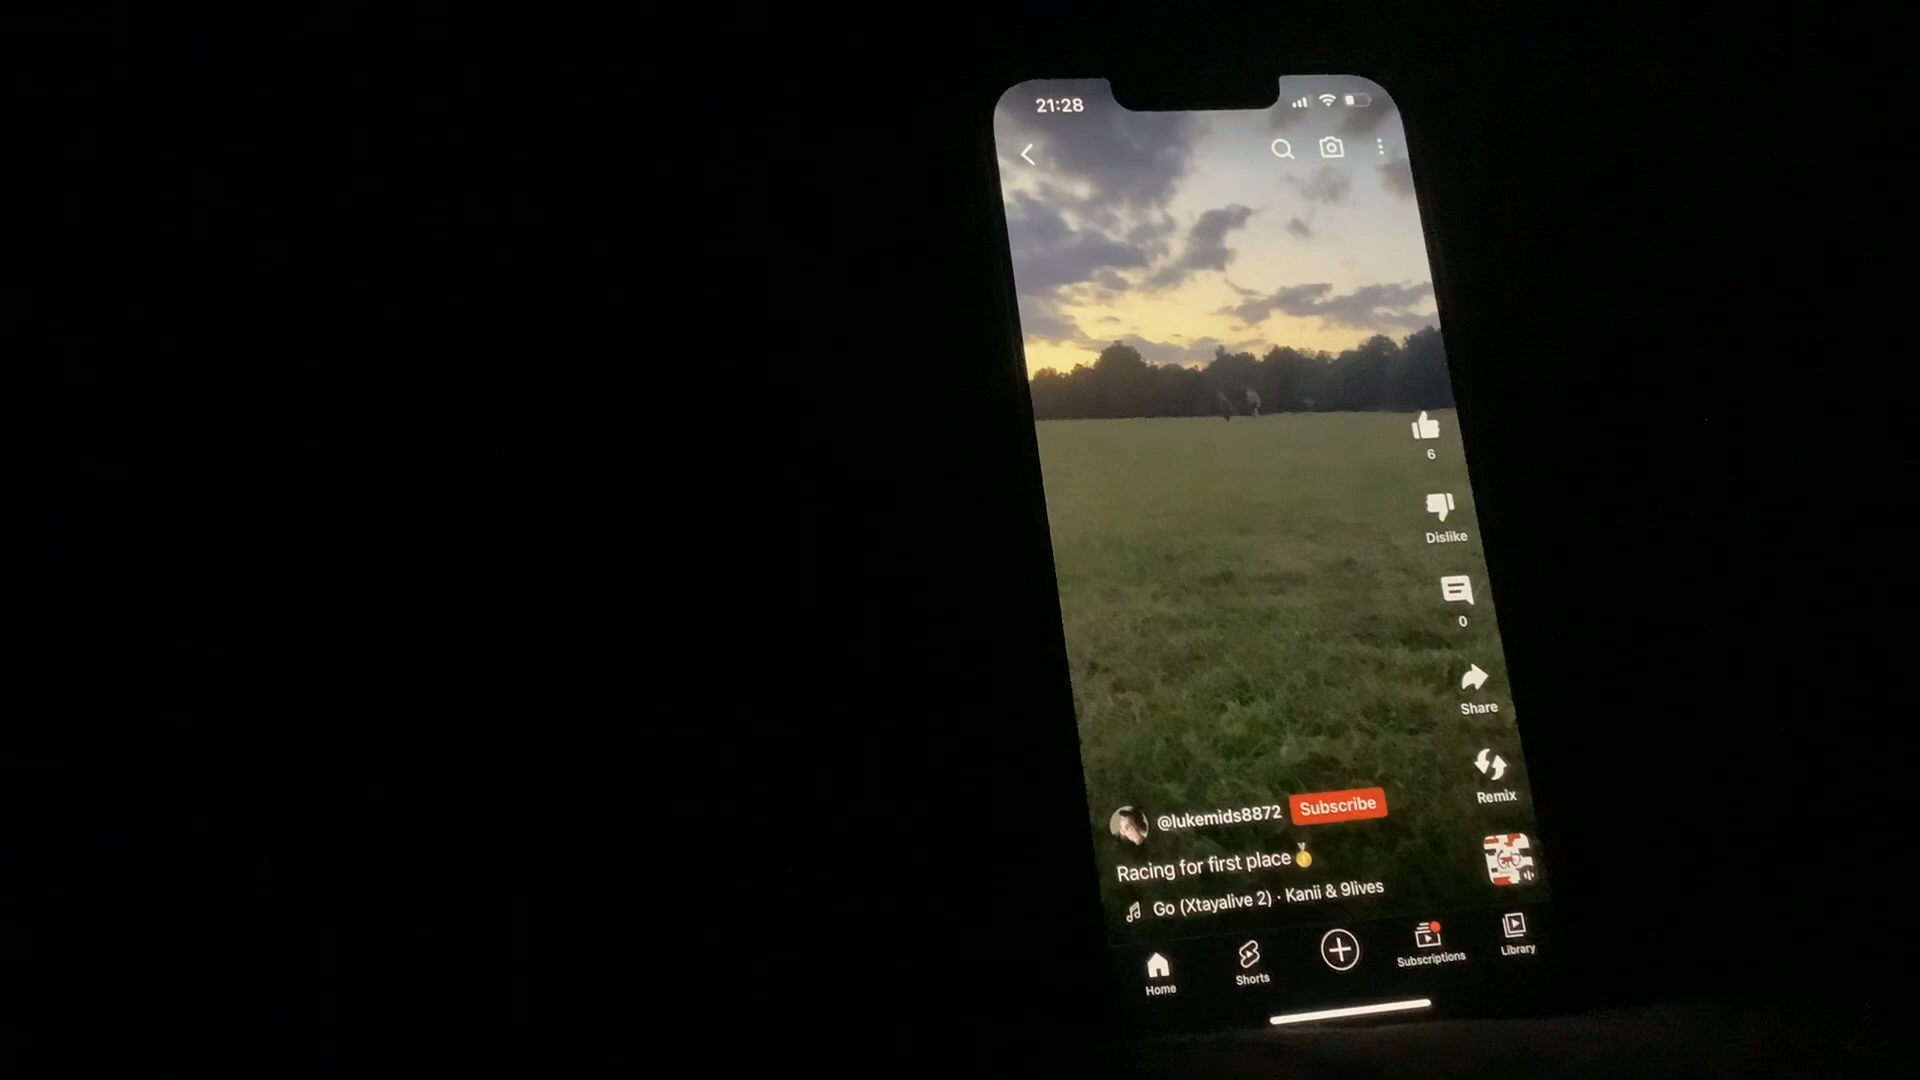 21:28
6
Dislike
0
Share
Remix
@lukemids8872 Subscribe
Racing for first place🥇
Go (Xtayalive 2) · Kanii & 9lives
Home Shorts Subscriptions Library